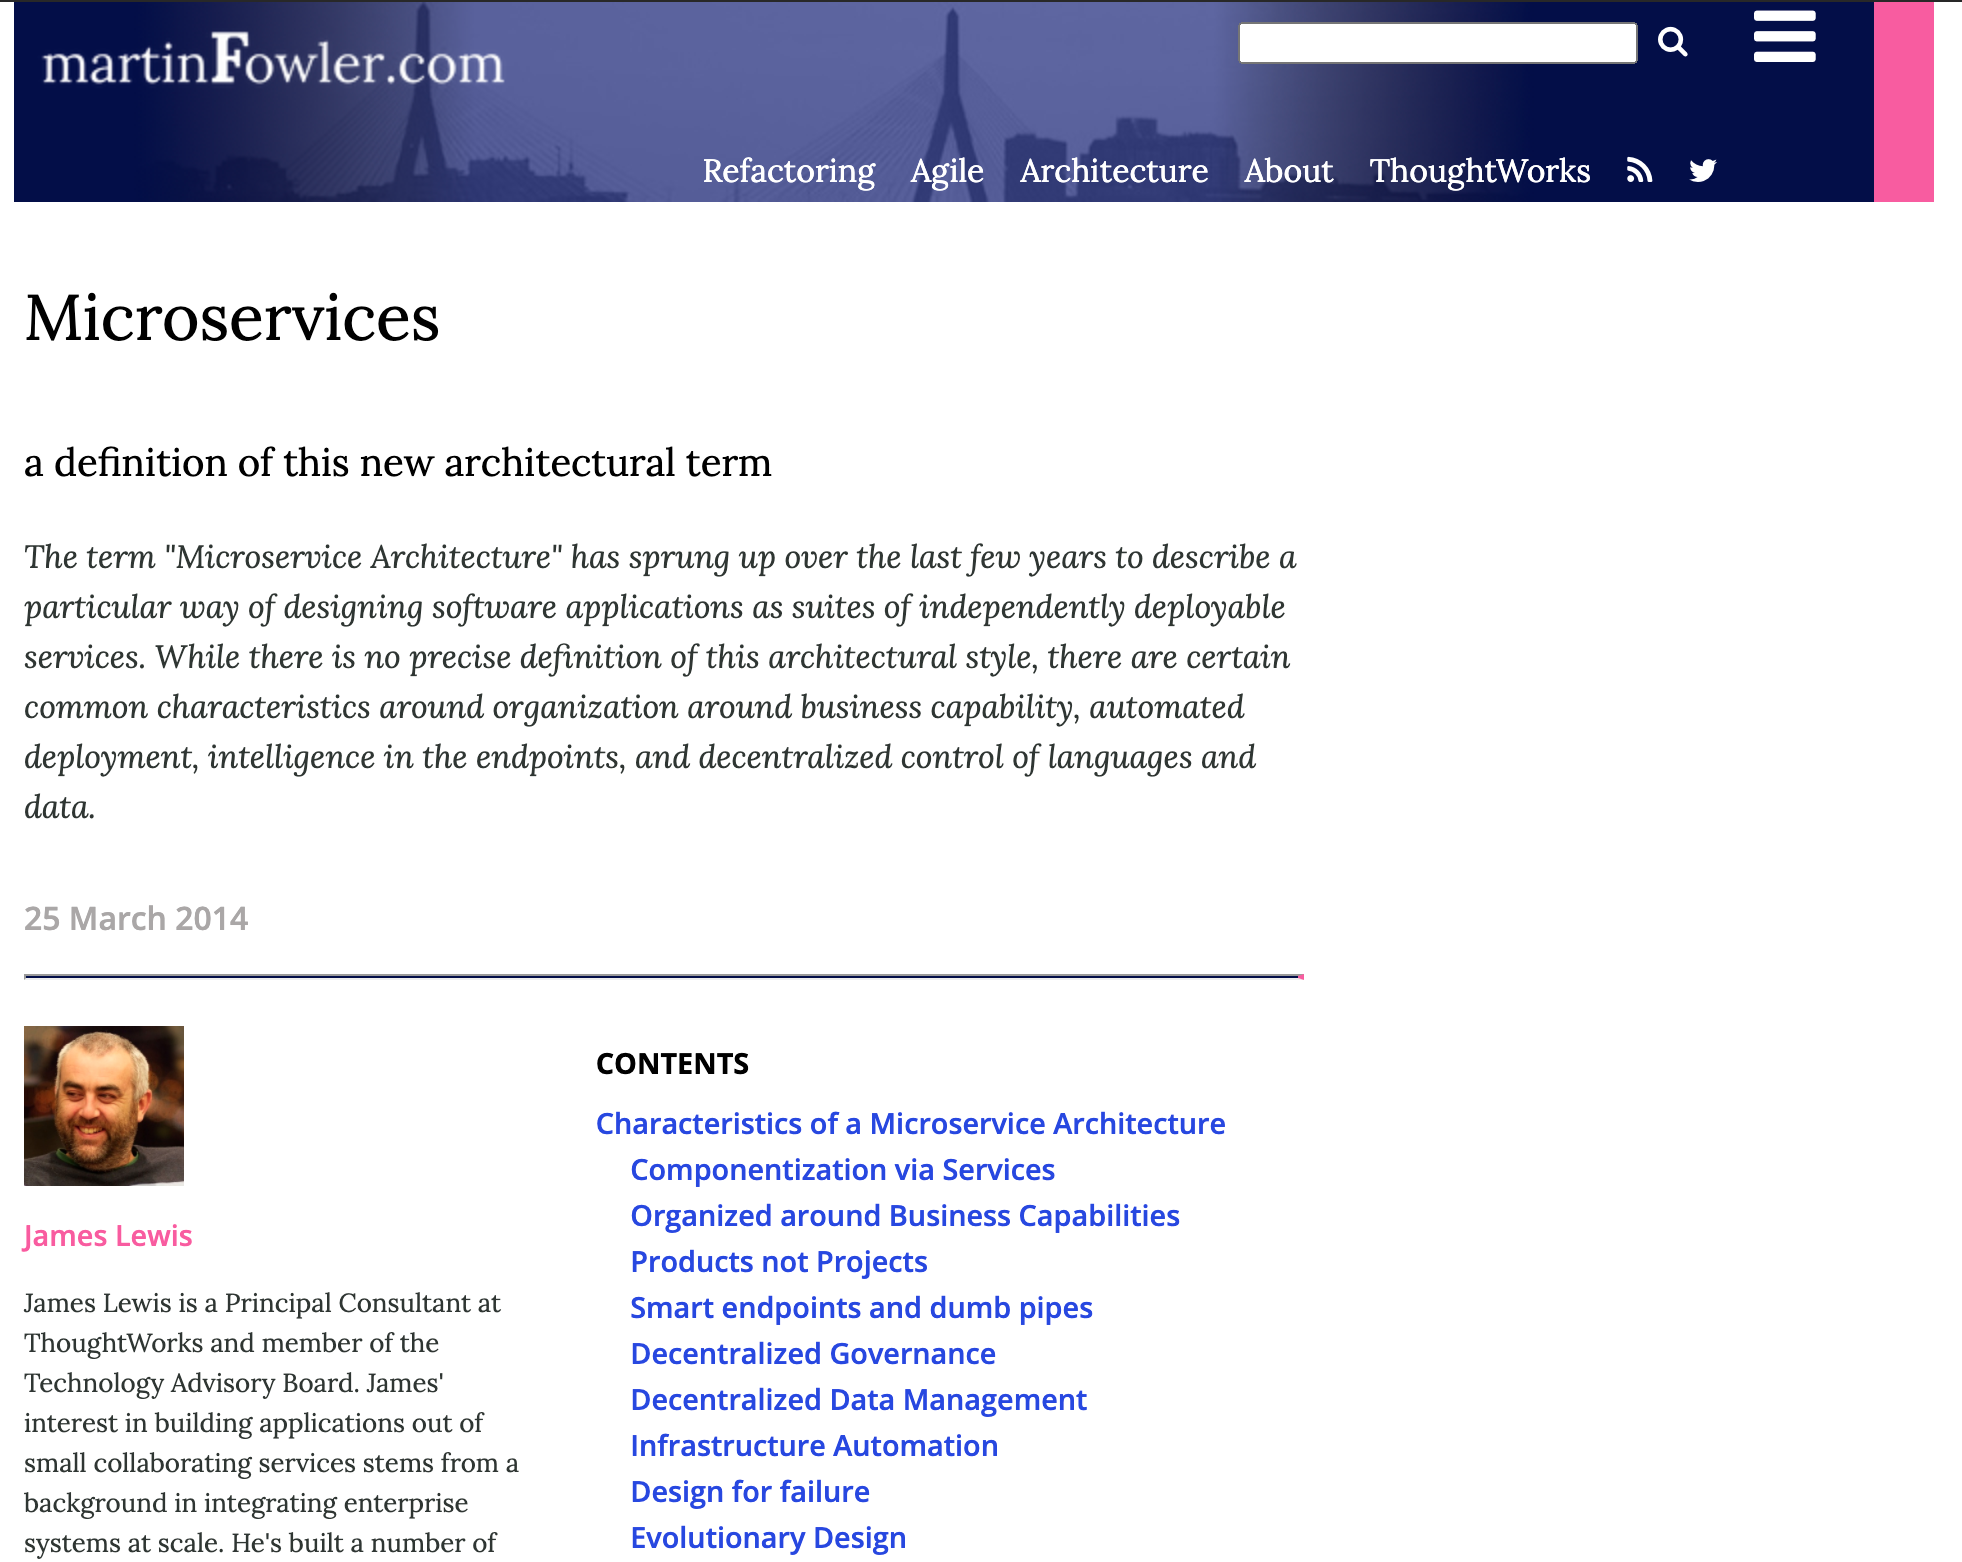 martinFowler.com
Refactoring Agile Architecture About ThoughtWorks
Microservices
a definition of this new architectural term
The term "Microservice Architecture" has sprung up over the last few years to describe a
particular way of designing software applications as suites of independently deployable
services. While there is no precise definition of this architectural style, there are certain
common characteristics around organization around business capability, automated
deployment, intelligence in the endpoints, and decentralized control of languages and
data.
25 March 2014
James Lewis
James Lewis is a Principal Consultant at
ThoughtWorks and member of the
Technology Advisory Board. James'
interest in building applications out of
small collaborating services stems from a
background in integrating enterprise
systems at scale. He's built a number of
CONTENTS
Characteristics of a Microservice Architecture
Componentization via Services
Organized around Business Capabilities
Products not Projects
Smart endpoints and dumb pipes
Decentralized Governance
Decentralized Data Management
Infrastructure Automation
Design for failure
Evolutionary Design